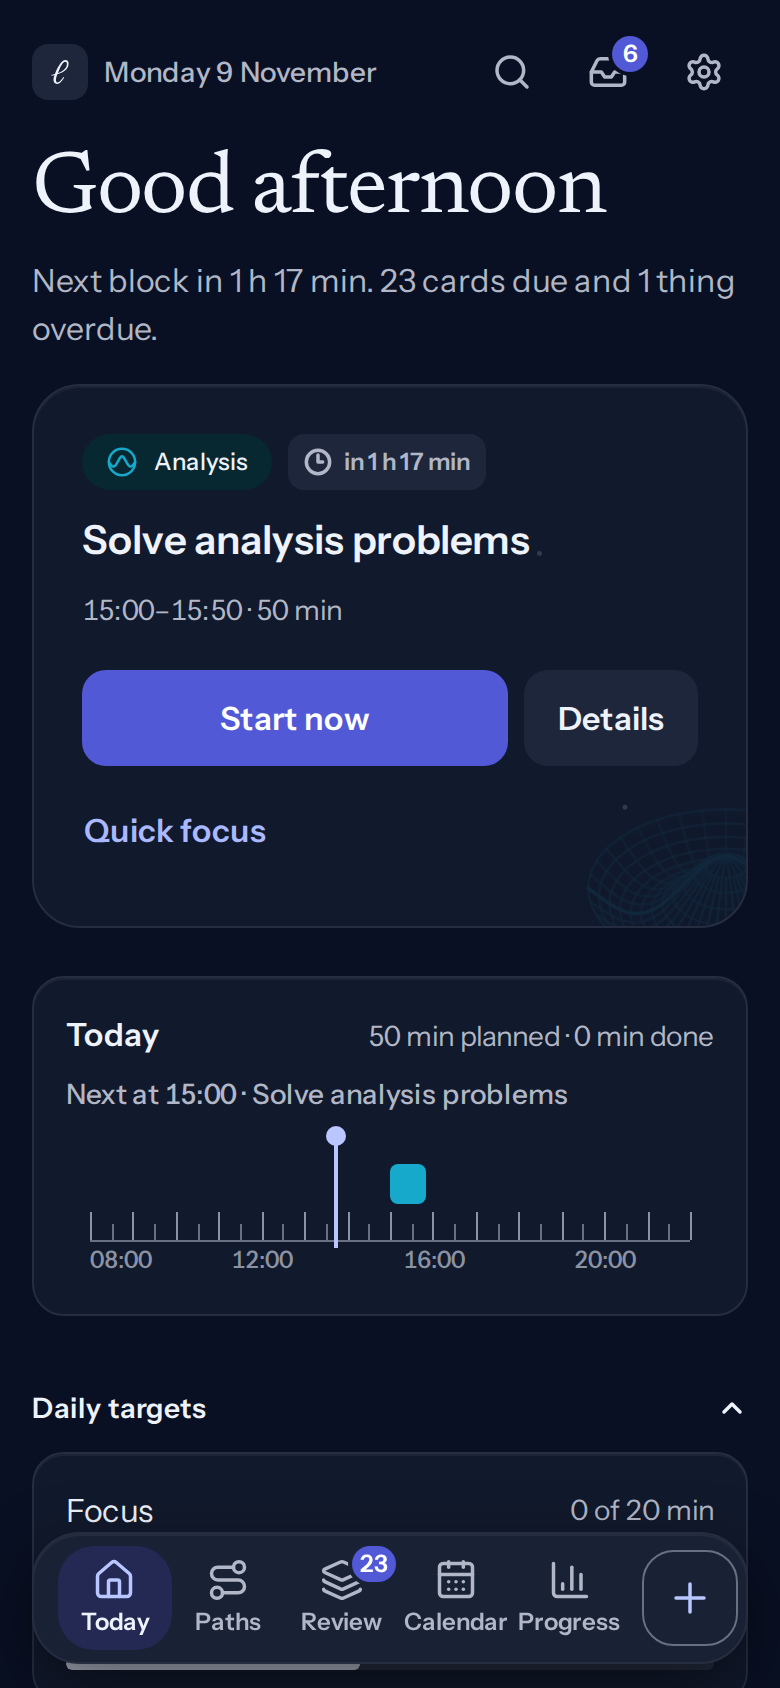 ℓ Monday 9 November 6
Good afternoon
Next block in 1 h 17 min. 23 cards due and 1 thing
overdue.
Analysis in 1 h 17 min
Solve analysis problems
15:00–15:50 · 50 min
Start now Details
Quick focus
Today 50 min planned · 0 min done
Next at 15:00 · Solve analysis problems
08:00 12:00 16:00 20:00
Daily targets
Focus 0 of 20 min
23
Today Paths Review Calendar Progress